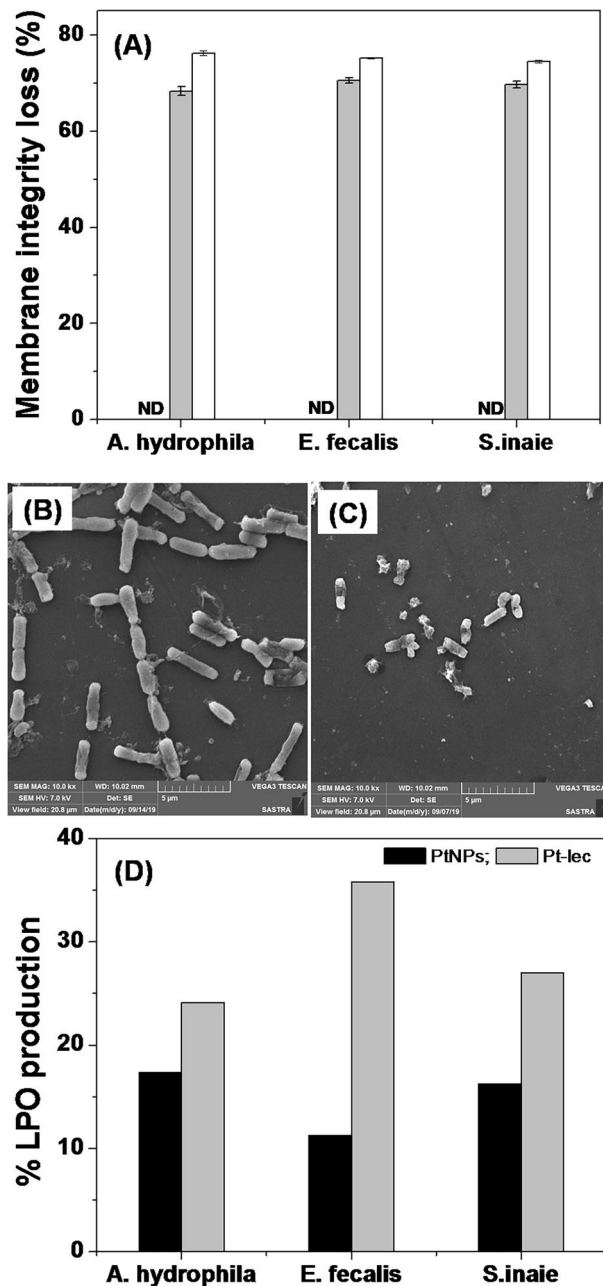 (A)
Membrane integrity loss (%)
80
60
40
20
0
ND ND ND
A. hydrophila E. fecalis S.inaie
(B)
SEM MAG: 10.0 kx WD: 10.02 mm VEGA3 TESCAN
SEM HV: 7.0 kV Det: SE 5 µm
View field: 20.8 µm Date(m/d/y): 09/14/19 SASTRA
(C)
SEM MAG: 10.0 kx WD: 10.02 mm VEGA3 TESCAN
SEM HV: 7.0 kV Det: SE 5 µm
View field: 20.8 µm Date(m/d/y): 09/07/19 SASTRA
(D)
PtNPs; Pt-lec
% LPO production
40
30
20
10
0
A. hydrophila E. fecalis S.inaie